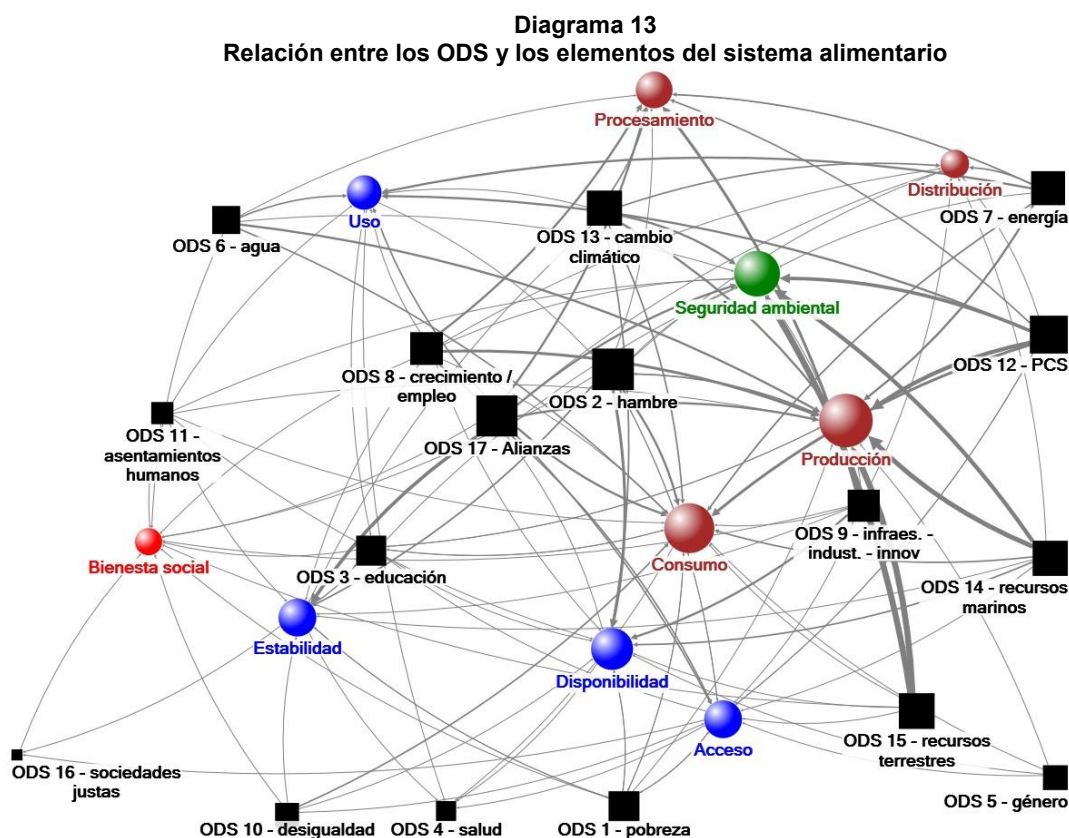 Diagrama 13
Relación entre los ODS y los elementos del sistema alimentario
Procesamiento
Distribución
ODS 7 - energía
Uso
ODS 6 - agua
ODS 13 - cambio
climático
Seguridad ambiental
ODS 12 - PCS
ODS 8 - crecimiento /
empleo
ODS 2 - hambre
ODS 17 - Alianzas
ODS 11 -
asentamientos
humanos
Producción
Bienesta social
ODS 3 - educación
Consumo
ODS 9 - infraes. -
indust. - innov
ODS 14 - recursos
marinos
Estabilidad
Disponibilidad
Acceso
ODS 15 - recursos
terrestres
ODS 16 - sociedades
justas
ODS 5 - género
ODS 10 - desigualdad
ODS 4 - salud
ODS 1 - pobreza